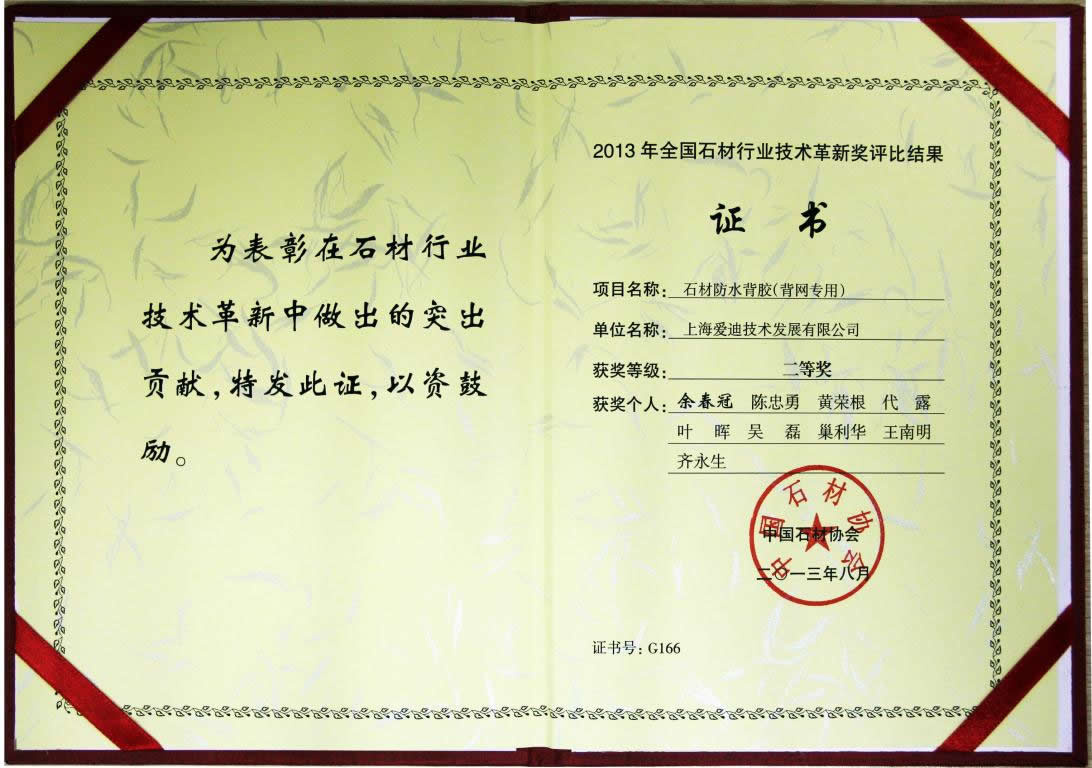 为表彰在石材行业
技术革新中做出的突出
贡献，特发此证，以资鼓
励。
2013 年全国石材行业技术革新奖评比结果
证 书
项目名称：石材防水背胶（背网专用）
单位名称：上海爱迪技术发展有限公司
获奖等级：二等奖
获奖个人：余春冠 陈忠勇 黄荣根 代 露
叶 晖 吴 磊 巢利华 王南明
齐永生
中国石材协会
中国石材协会
二〇一三年八月
证书号：G166